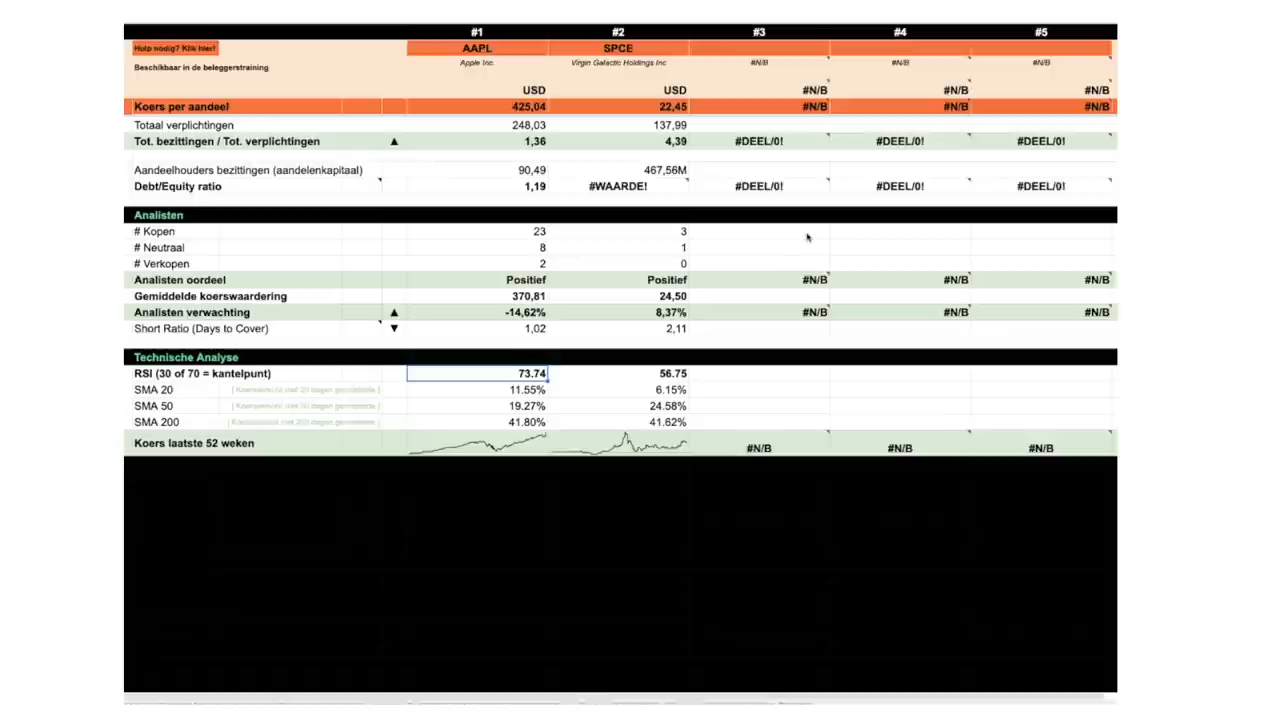 #1 #2 #3 #4 #5
Hulp nodig? Klik hier! AAPL SPCE
Apple Inc. Virgin Galactic Holdings Inc #N/B #N/B #N/B
Beschikbaar in de beleggerstraining
USD USD #N/B #N/B #N/B
Koers per aandeel 425,04 22,45 #N/B #N/B #N/B
Totaal verplichtingen 248,03 137,99
Tot. bezittingen / Tot. verplichtingen ▲ 1,36 4,39 #DEEL/0! #DEEL/0! #DEEL/0!
Aandeelhouders bezittingen (aandelenkapitaal) 90,49 467,56M
Debt/Equity ratio 1,19 #WAARDE! #DEEL/0! #DEEL/0! #DEEL/0!
Analisten
# Kopen 23 3
# Neutraal 8 1
# Verkopen 2 0
Analisten oordeel Positief Positief #N/B #N/B #N/B
Gemiddelde koerswaardering 370,81 24,50
Analisten verwachting ▲ -14,62% 8,37% #N/B #N/B #N/B
Short Ratio (Days to Cover) ▼ 1,02 2,11
Technische Analyse
RSI (30 of 70 = kantelpunt) 73.74 56.75
SMA 20 11.55% 6.15%
SMA 50 19.27% 24.58%
SMA 200 41.80% 41.62%
Koers laatste 52 weken #N/B #N/B #N/B